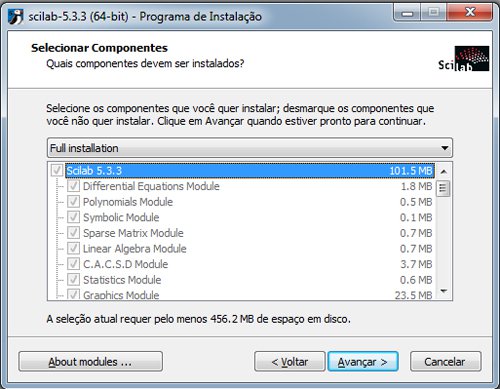 scilab-5.3.3 (64-bit) - Programa de Instalação
Selecionar Componentes
Quais componentes devem ser instalados?
Scilab
Selecione os componentes que você quer instalar; desmarque os componentes que
você não quer instalar. Clique em Avançar quando estiver pronto para continuar.
Full installation
Scilab 5.3.3 101.5 MB
Differential Equations Module 1.8 MB
Polynomials Module 0.5 MB
Symbolic Module 0.1 MB
Sparse Matrix Module 0.7 MB
Linear Algebra Module 0.7 MB
C.A.C.S.D Module 3.7 MB
Statistics Module 0.6 MB
Graphics Module 23.5 MB
A seleção atual requer pelo menos 456.2 MB de espaço em disco.
About modules ... < Voltar Avançar > Cancelar